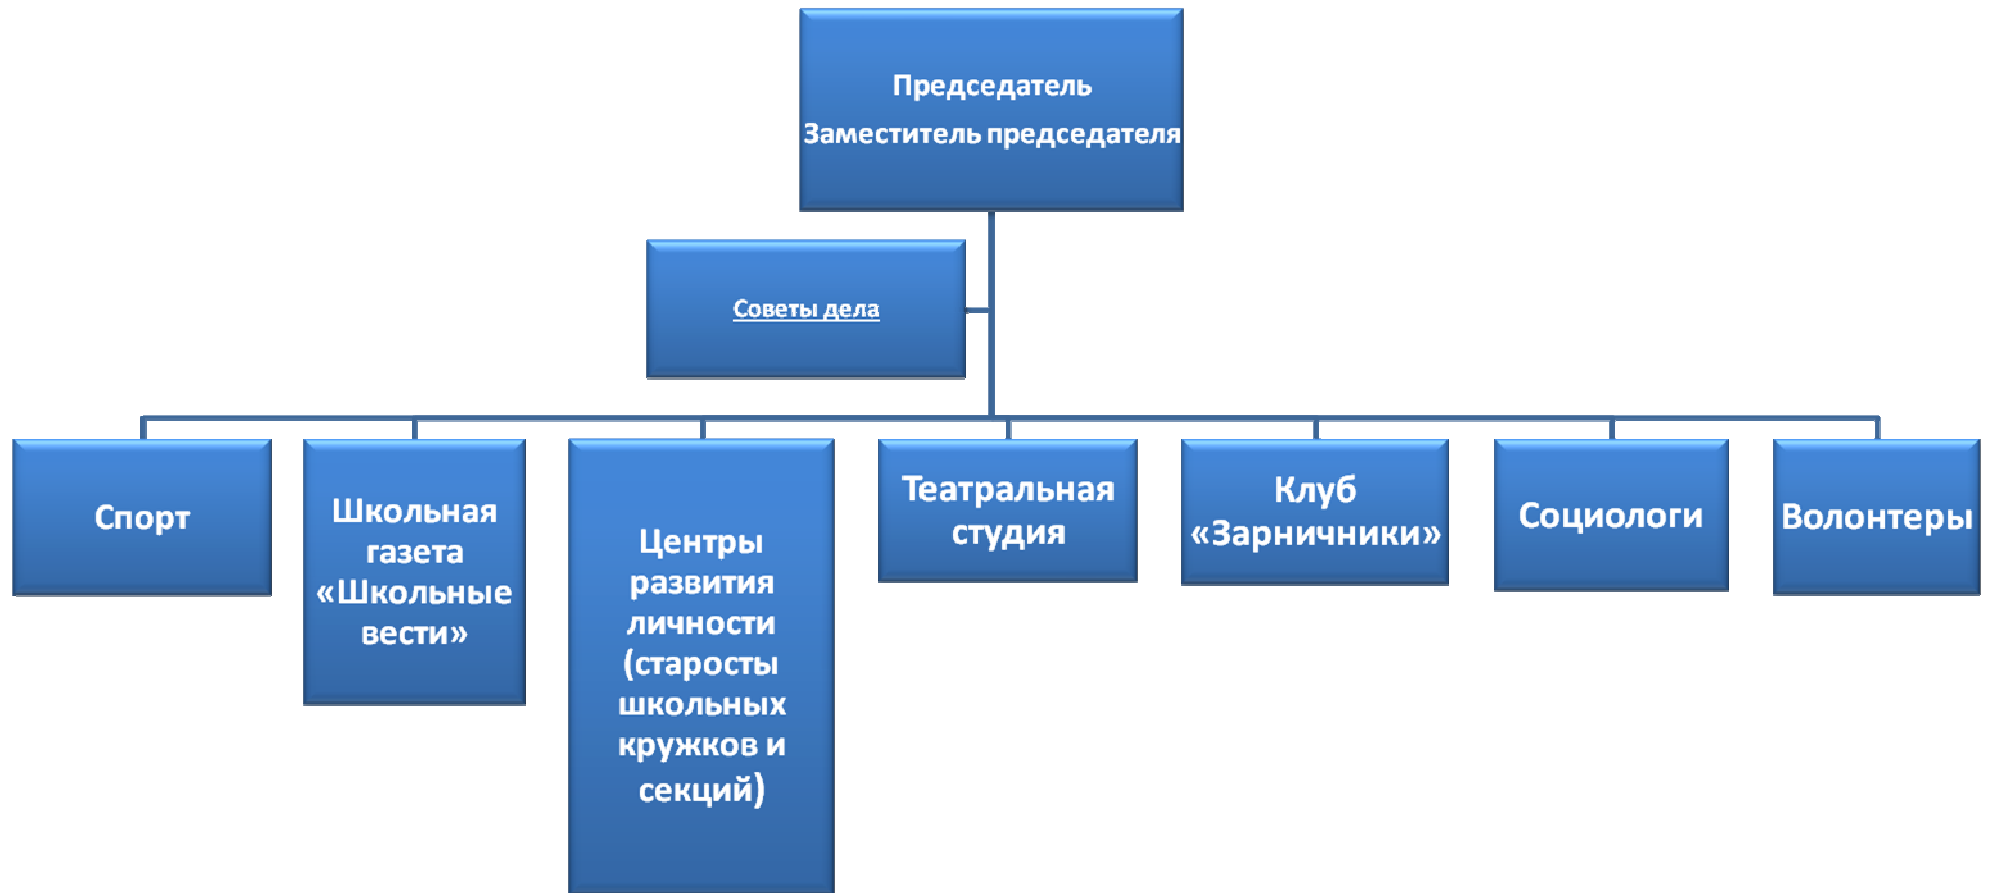 Председатель
Заместитель председателя
Советы дела
Спорт
Школьная
газета
«Школьные
вести»
Центры
развития
личности
(старосты
школьных
кружков и
секций)
Театральная
студия
Клуб
«Зарничники»
Социологи
Волонтеры